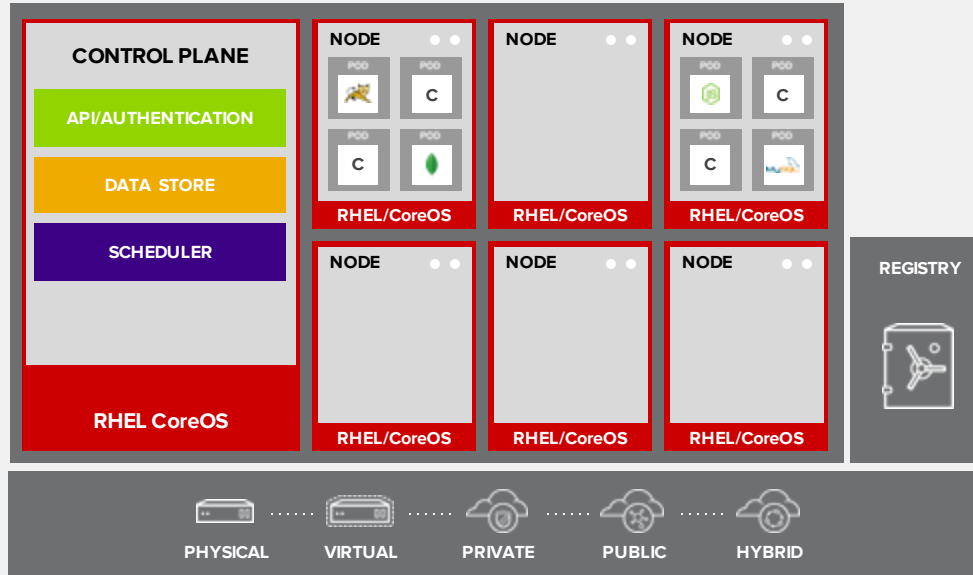 CONTROL PLANE
API/AUTHENTICATION
DATA STORE
SCHEDULER
RHEL CoreOS
NODE
POD
POD
C
POD
POD
C
RHEL/CoreOS
NODE
RHEL/CoreOS
NODE
POD
POD
JS
C
POD
POD
C
MySQL
RHEL/CoreOS
NODE
RHEL/CoreOS
NODE
RHEL/CoreOS
NODE
RHEL/CoreOS
REGISTRY
PHYSICAL
VIRTUAL
PRIVATE
PUBLIC
HYBRID